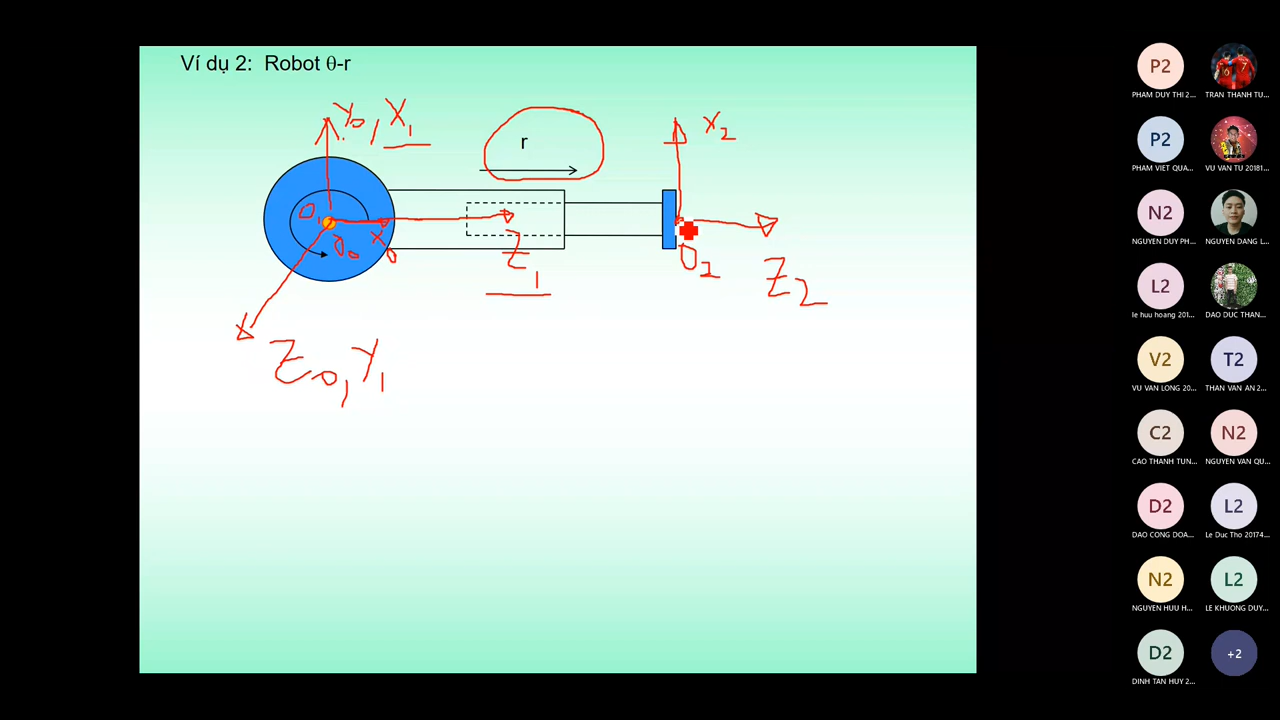 Ví dụ 2: Robot θ-r
Y₀, X₁
r
X₂
O₁
O₀
X₀
Z₁
O₂
Z₂
Z₀, Y₁
P2
PHAM DUY THI 2...
TRAN THANH TU...
P2
PHAM VIET QUA...
VU VAN TU 20181...
N2
NGUYEN DUY PH...
NGUYEN DANG L...
L2
le huu hoang 201...
DAO DUC THAN...
V2
VU VAN LONG 20...
T2
THAN VAN AN 2...
C2
CAO THANH TUN...
N2
NGUYEN VAN QU...
D2
DAO CONG DOA...
L2
Le Duc Tho 20174...
N2
NGUYEN HUU H...
L2
LE KHUONG DUY...
D2
DINH TAN HUY 2...
+2